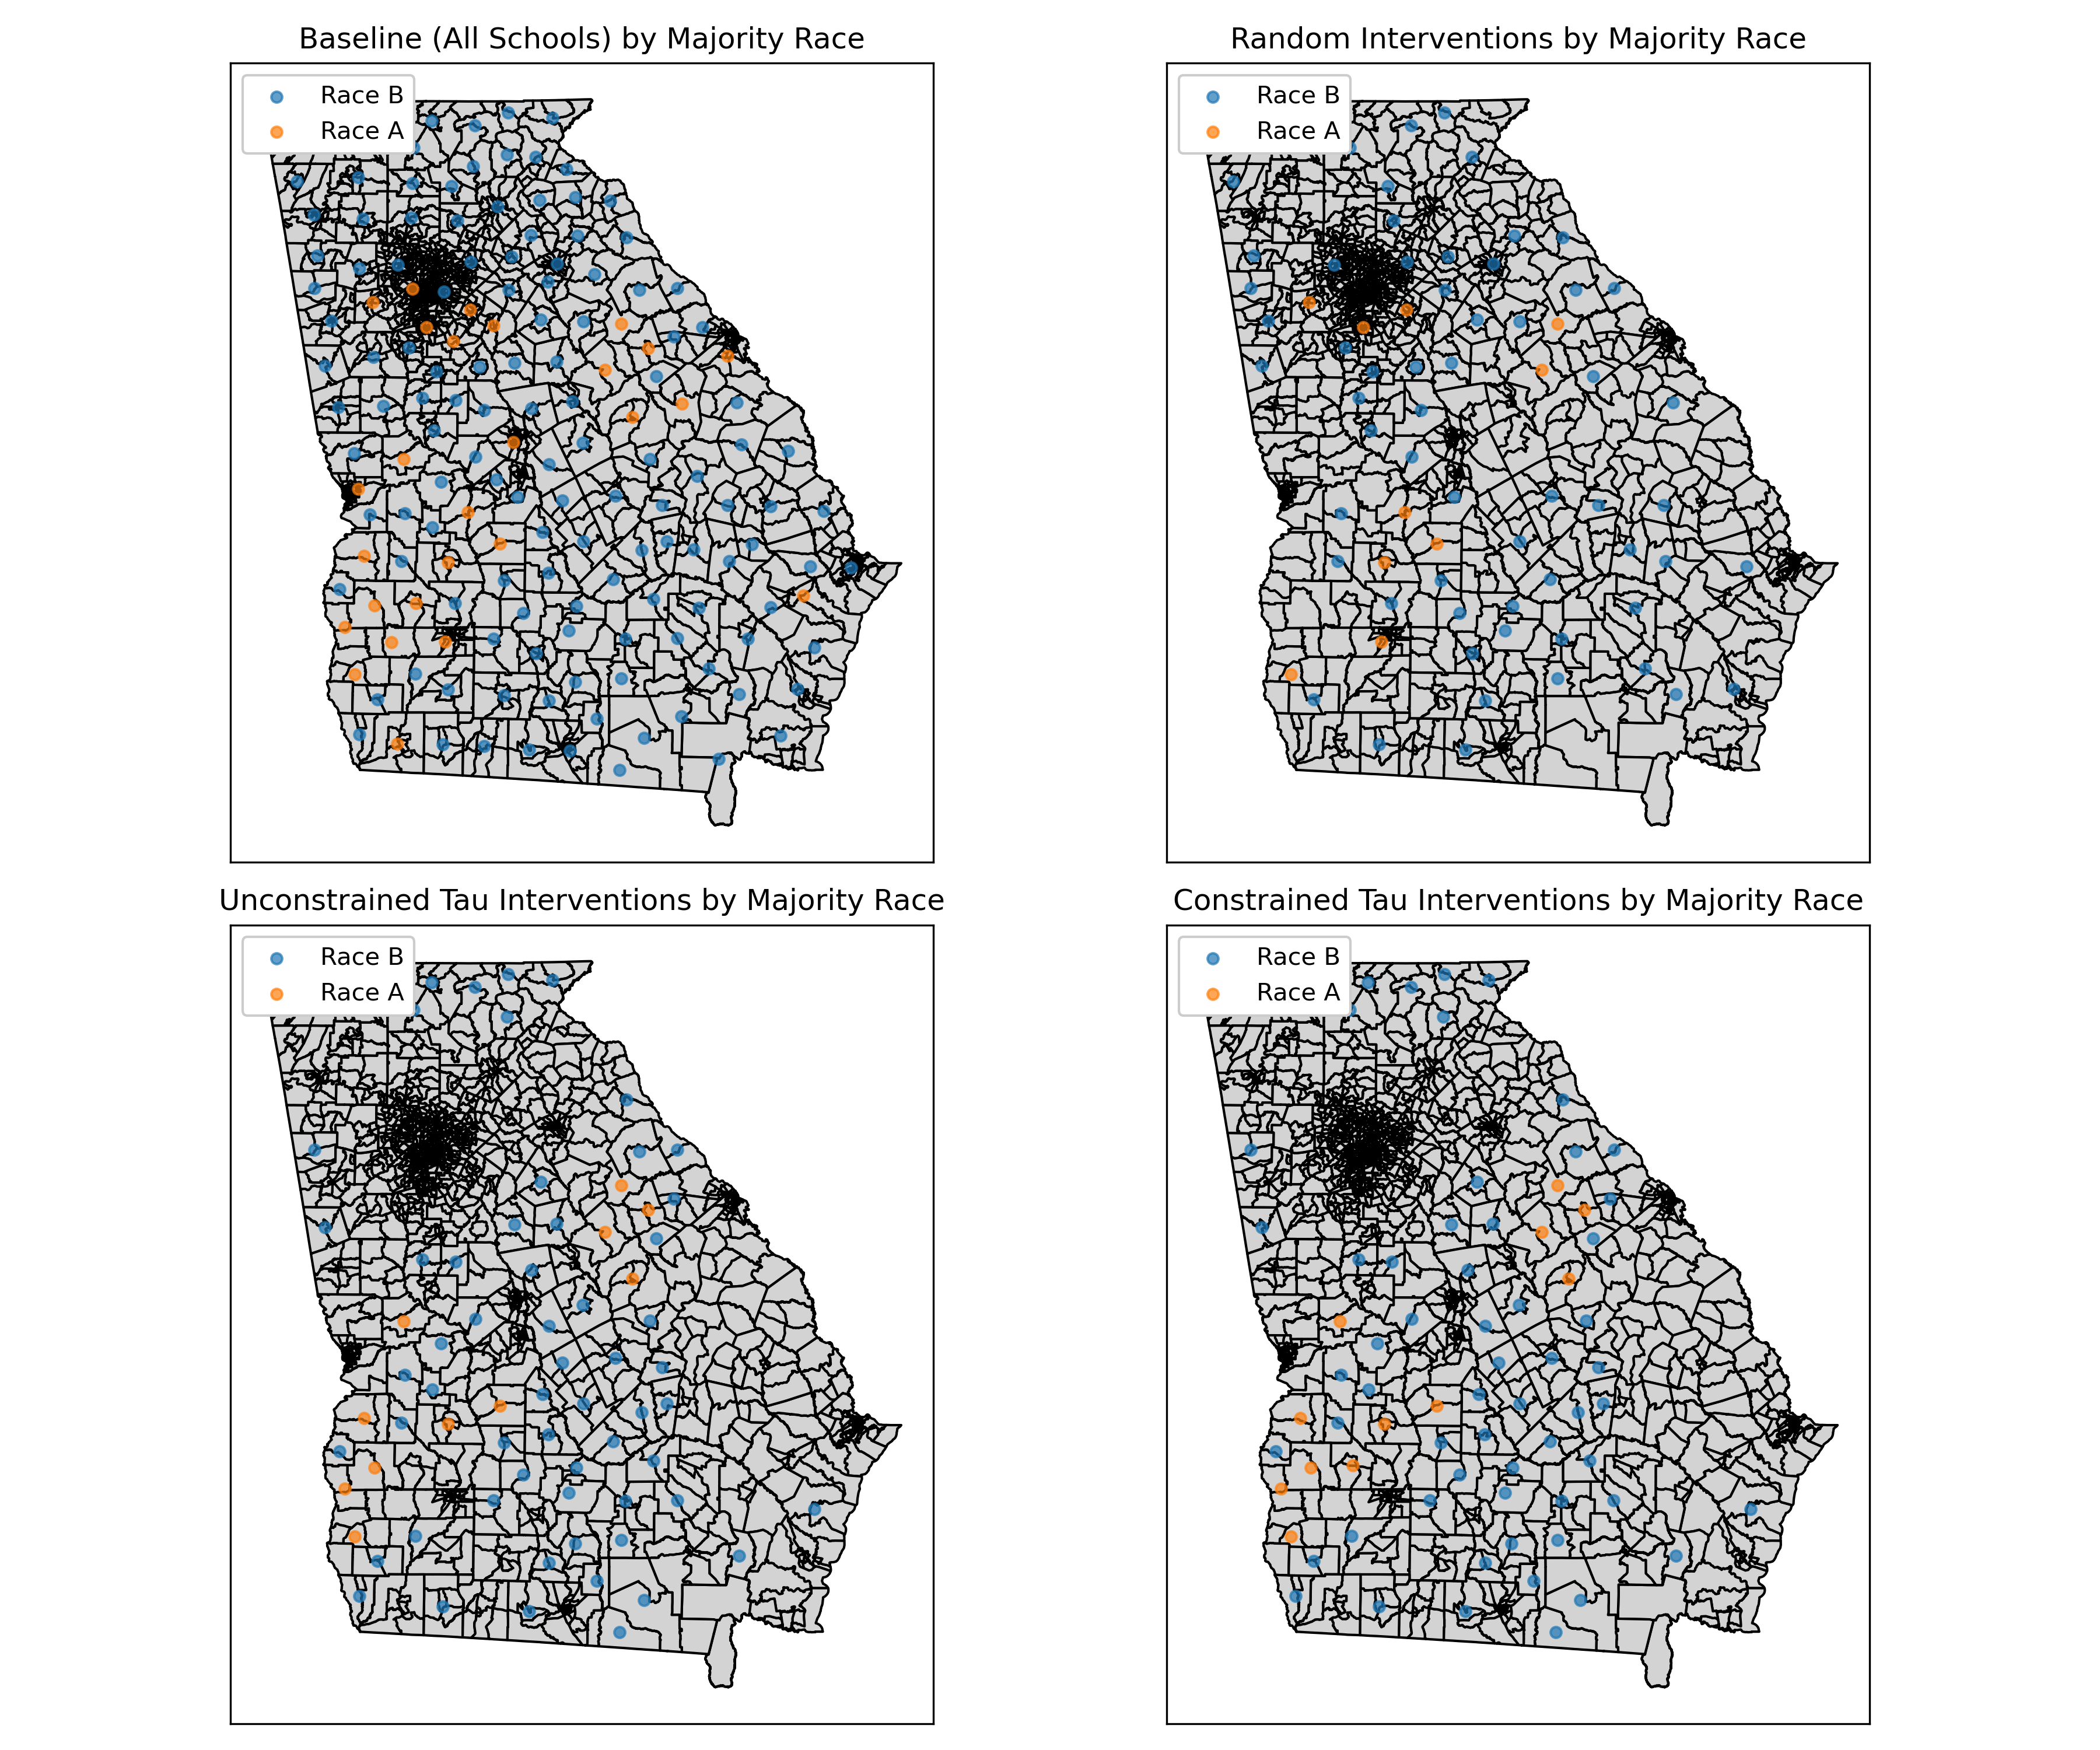 Baseline (All Schools) by Majority Race
Race B
Race A
Random Interventions by Majority Race
Race B
Race A
Unconstrained Tau Interventions by Majority Race
Race B
Race A
Constrained Tau Interventions by Majority Race
Race B
Race A